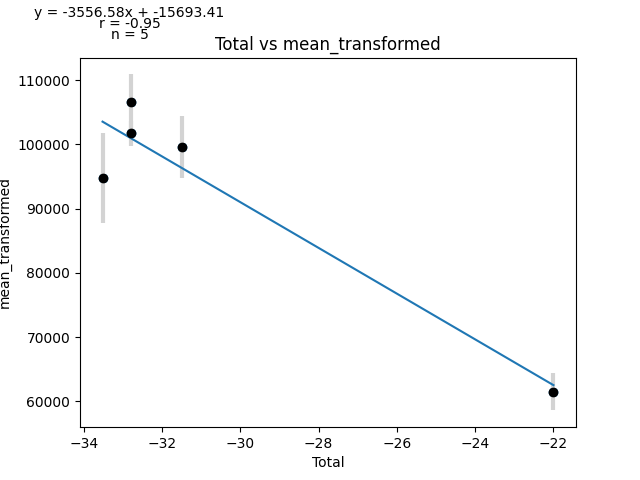 y = -3556.58x + -15693.41
r = -0.95
n = 5
Total vs mean_transformed
mean_transformed
110000
100000
90000
80000
70000
60000
−34
−32
−30
−28
−26
−24
−22
Total